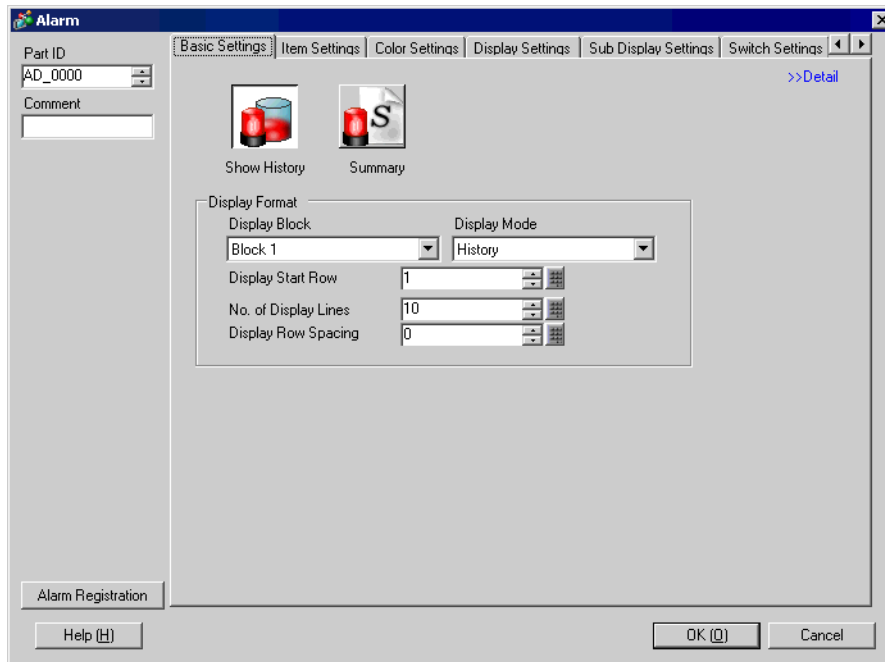 Alarm
Part ID
AD_0000
Comment
Alarm Registration
Help (H)
Basic Settings Item Settings Color Settings Display Settings Sub Display Settings Switch Settings
>>Detail
S
Show History Summary
Display Format
Display Block Display Mode
Block 1 History
Display Start Row 1
No. of Display Lines 10
Display Row Spacing 0
OK (O) Cancel